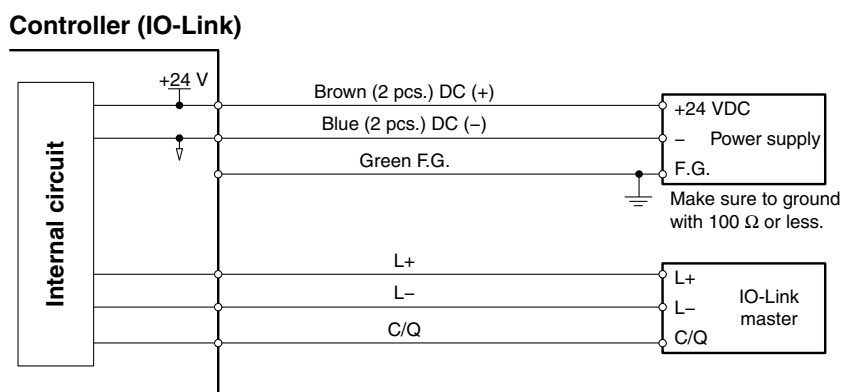 Controller (IO-Link)
+24 V
Internal circuit
Brown (2 pcs.) DC (+)
Blue (2 pcs.) DC (−)
Green F.G.
+24 VDC
− Power supply
F.G.
Make sure to ground
with 100 Ω or less.
L+
L−
C/Q
L+
L−
C/Q
IO-Link
master